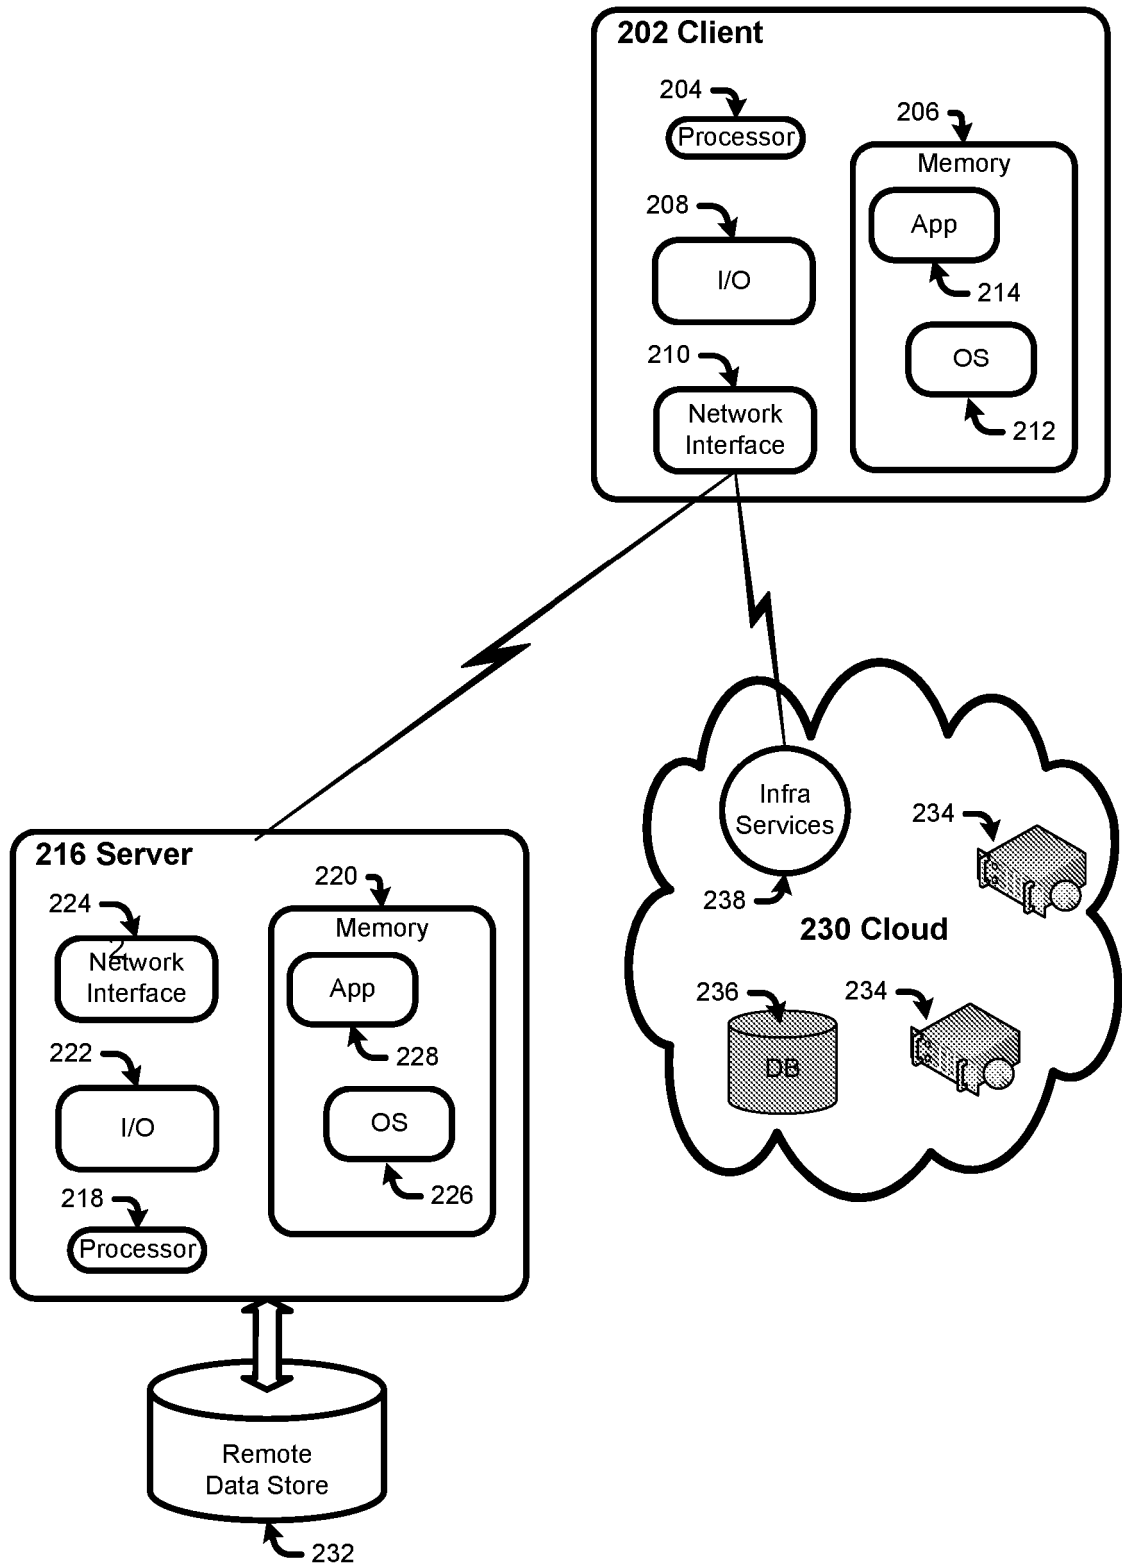 202 Client
204
Processor
206
Memory
208
App
I/O
214
210
OS
Network
Interface
212
Infra
Services
234
238
230 Cloud
236
234
DB
216 Server
220
Memory
224
2
Network
Interface
App
222
228
I/O
OS
218
226
Processor
Remote
Data Store
232